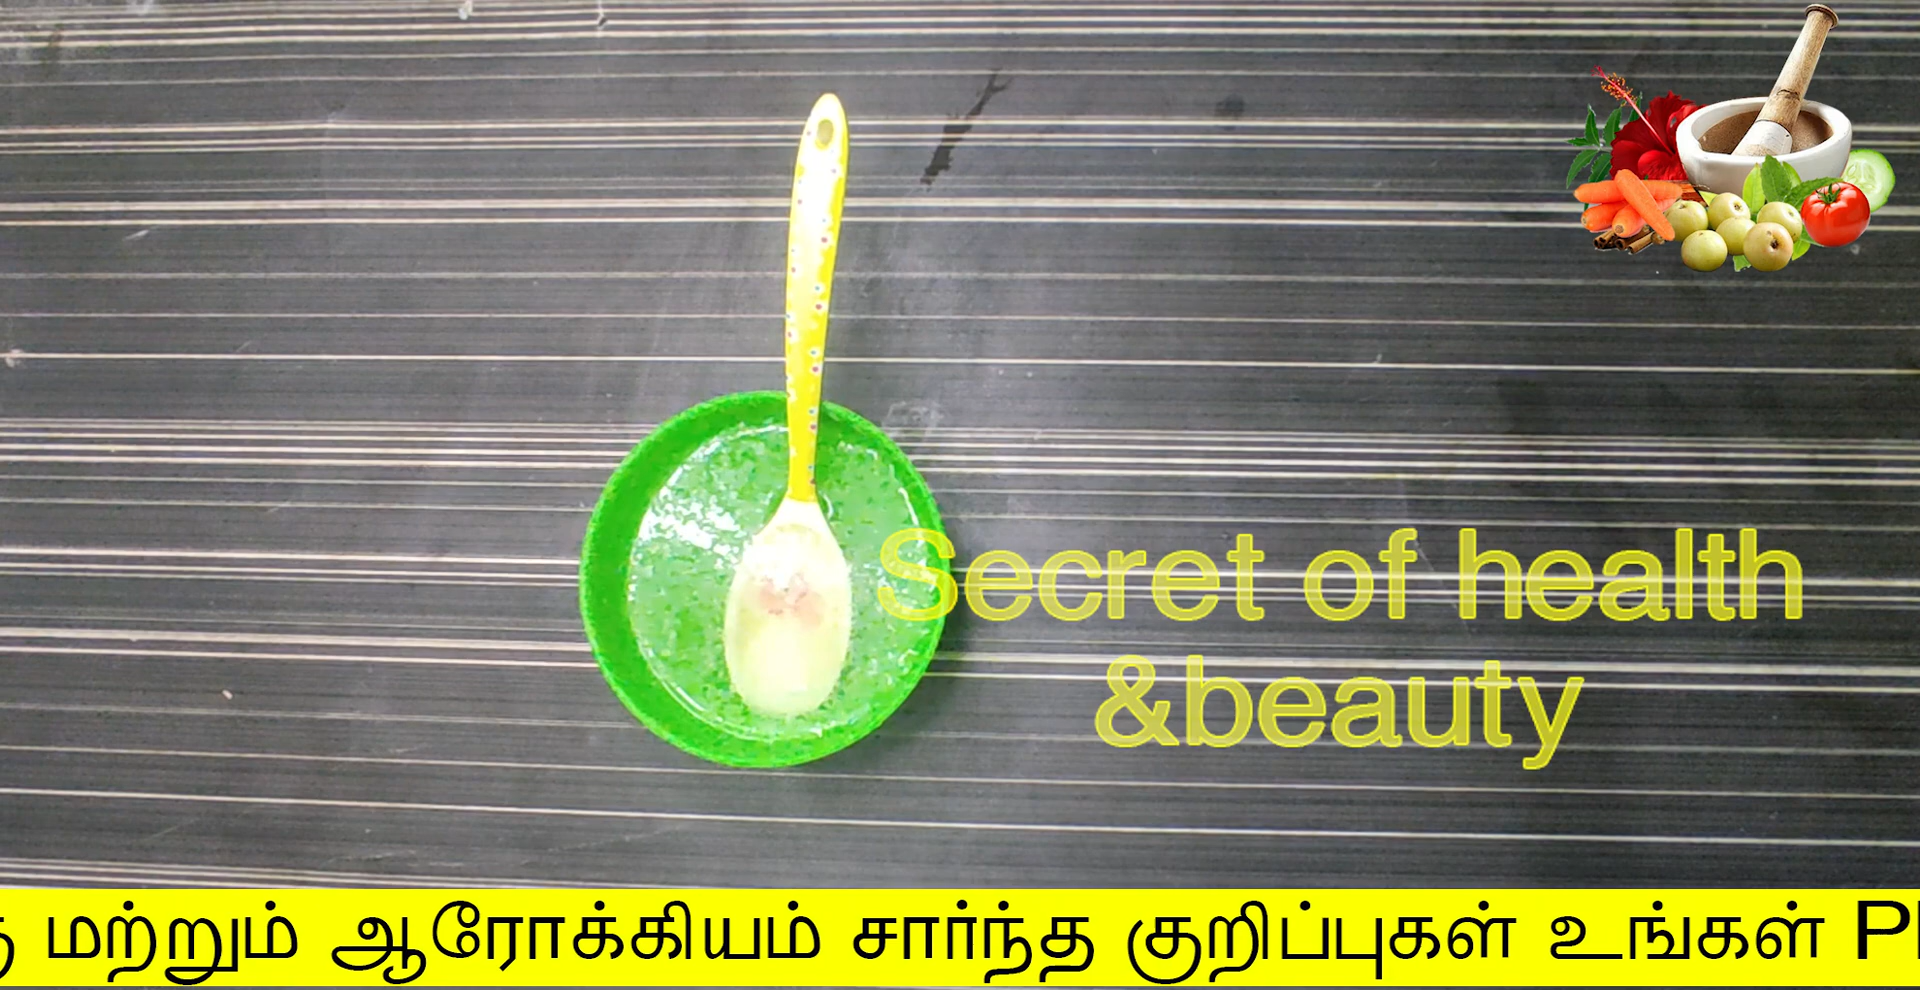 Secret of health
&beauty
மற்றும் ஆரோக்கியம் சார்ந்த குறிப்புகள் உங்கள்